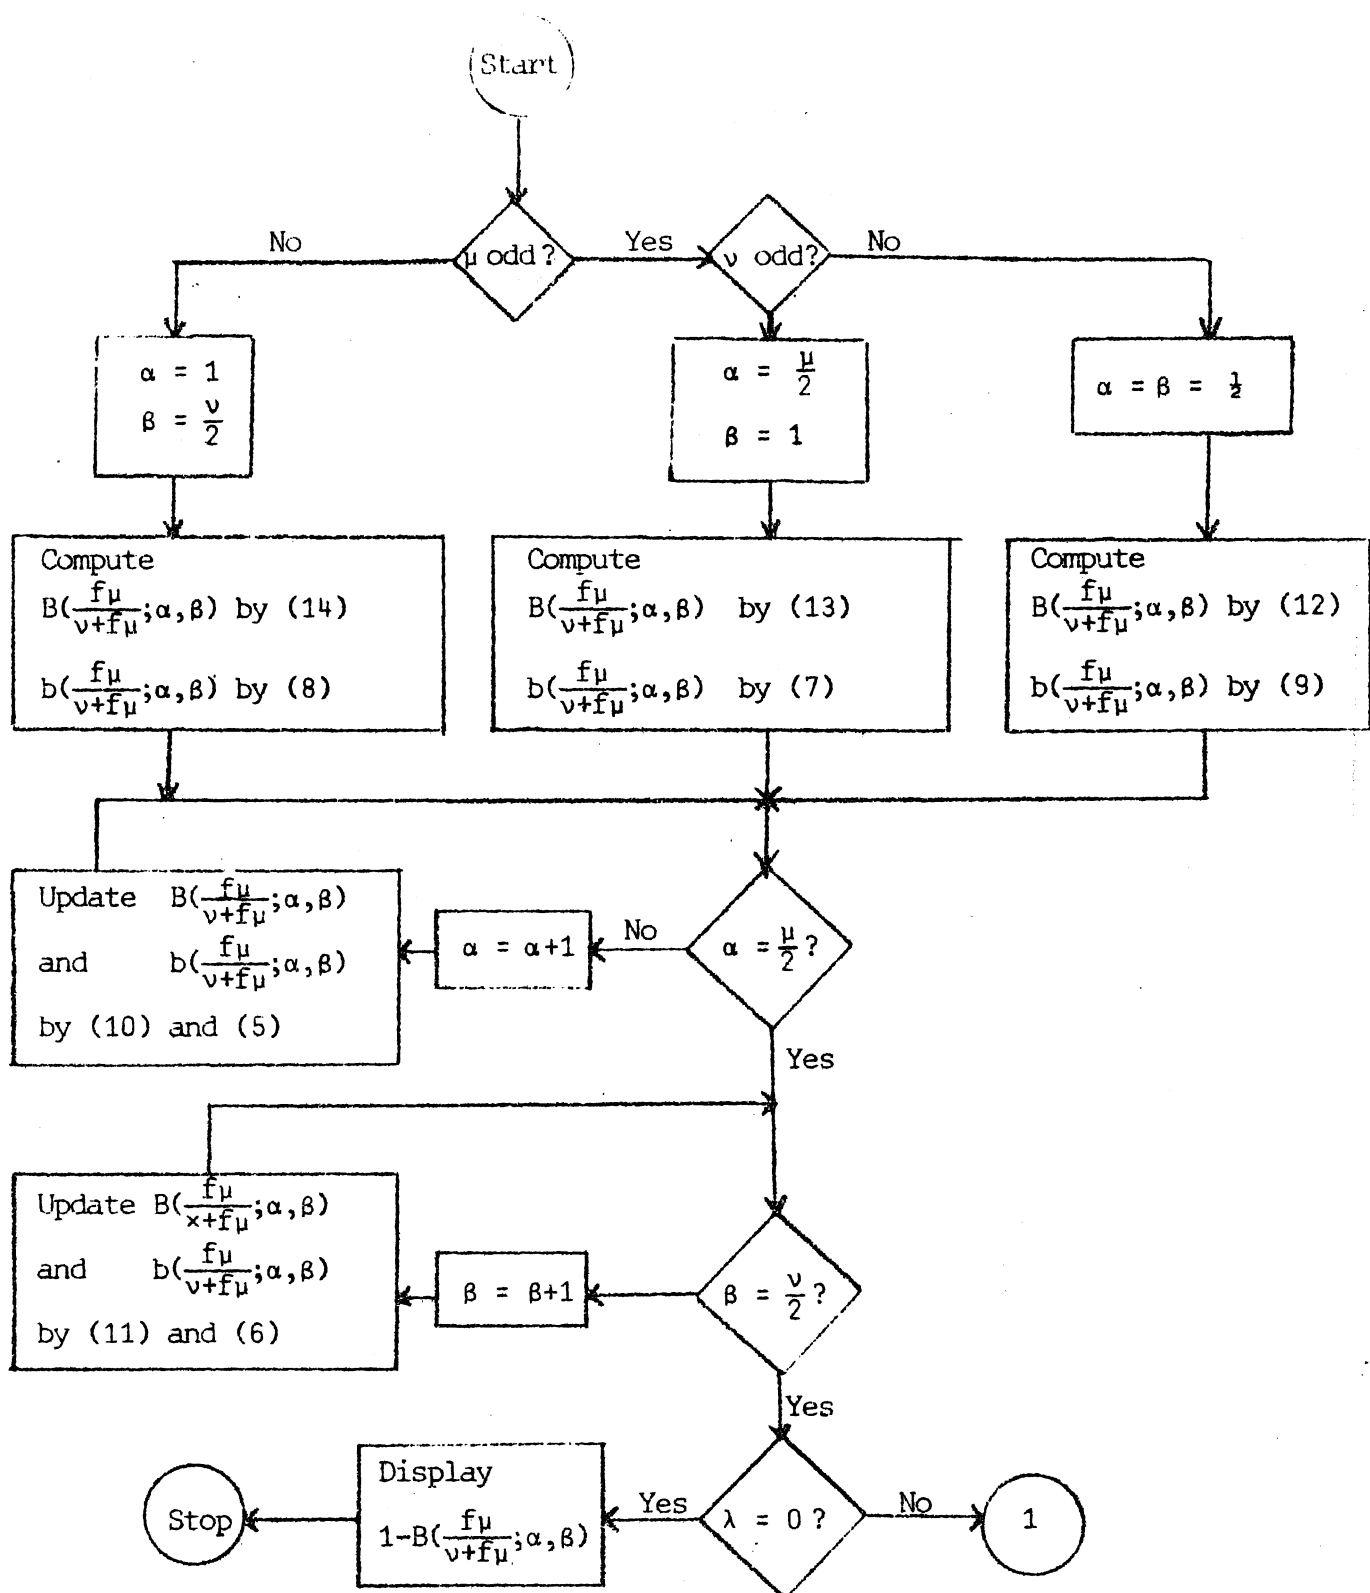 Start
No
μ odd?
Yes
ν odd?
No
α = 1
β = ν/2
α = μ/2
β = 1
α = β = ½
Compute
B(fμ/ν+fμ;α,β) by (14)
b(fμ/ν+fμ;α,β) by (8)
Compute
B(fμ/ν+fμ;α,β) by (13)
b(fμ/ν+fμ;α,β) by (7)
Compute
B(fμ/ν+fμ;α,β) by (12)
b(fμ/ν+fμ;α,β) by (9)
Update B(fμ/ν+fμ;α,β)
and b(fμ/ν+fμ;α,β)
by (10) and (5)
α = α+1
No
α = μ/2?
Yes
Update B(fμ/x+fμ;α,β)
and b(fμ/ν+fμ;α,β)
by (11) and (6)
β = β+1
β = ν/2?
Yes
Stop
Display
1-B(fμ/ν+fμ;α,β)
Yes
λ = 0?
No
1